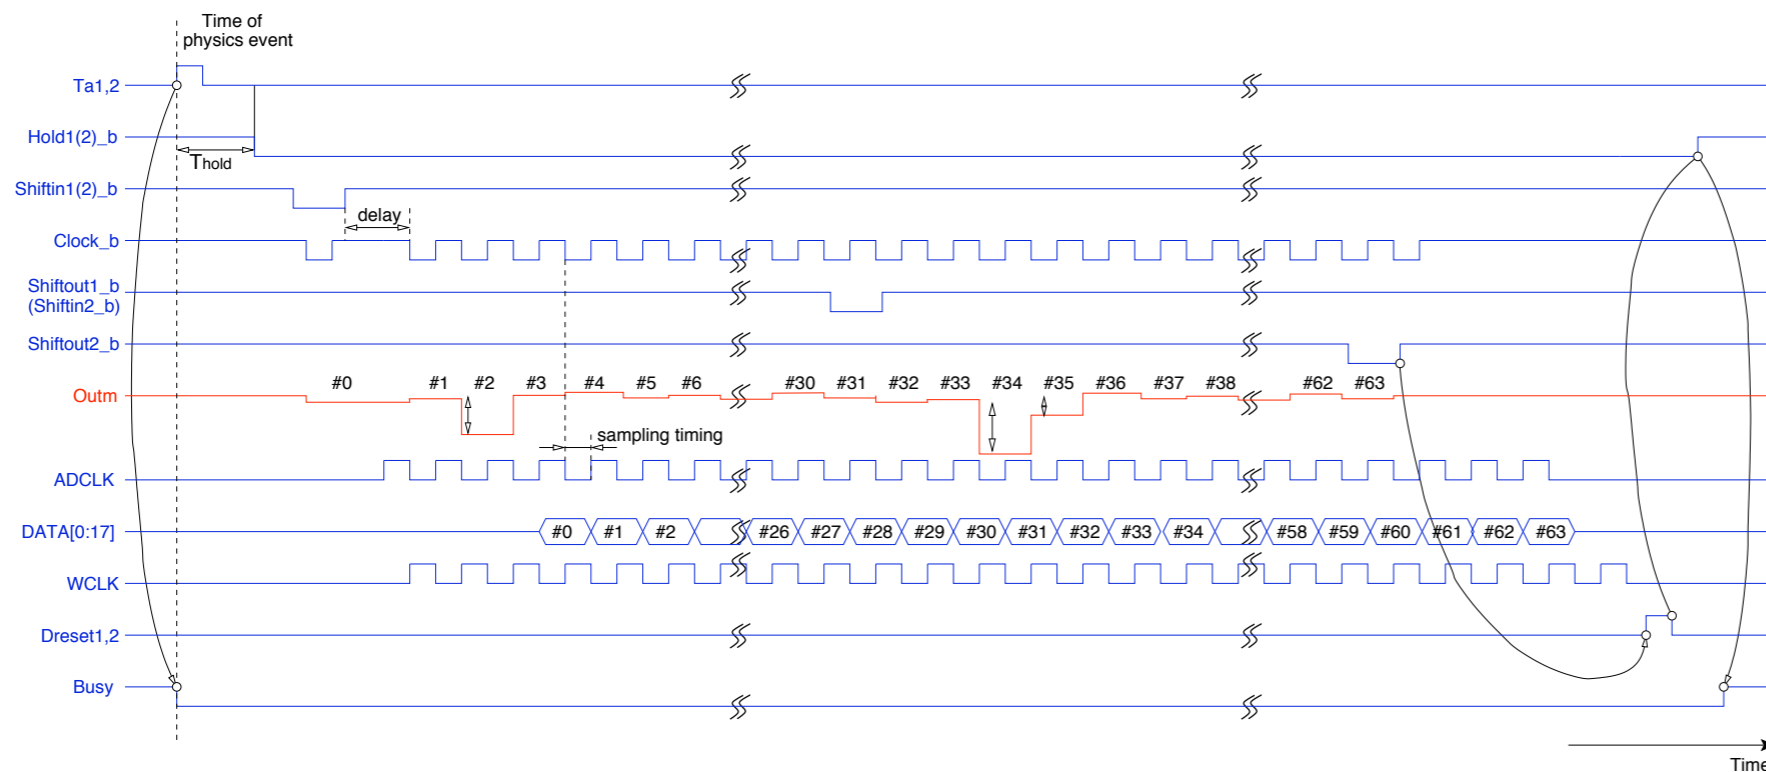 Time of
physics event
Ta1,2
Hold1(2)_b
Thold
Shiftin1(2)_b
delay
Clock_b
Shiftout1_b
(Shiftin2_b)
Shiftout2_b
#0 #1 #2 #3 #4 #5 #6 #30 #31 #32 #33 #34 #35 #36 #37 #38 #62 #63
Outm
sampling timing
ADCLK
DATA[0:17] #0 #1 #2 #26 #27 #28 #29 #30 #31 #32 #33 #34 #58 #59 #60 #61 #62 #63
WCLK
Dreset1,2
Busy
Time